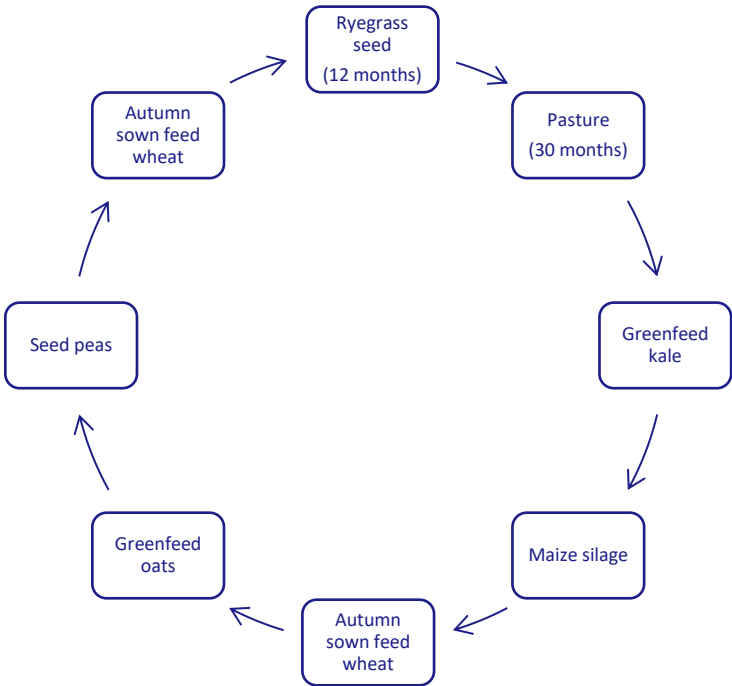 Ryegrass
seed
(12 months)
Pasture
(30 months)
Greenfeed
kale
Maize silage
Autumn
sown feed
wheat
Greenfeed
oats
Seed peas
Autumn
sown feed
wheat